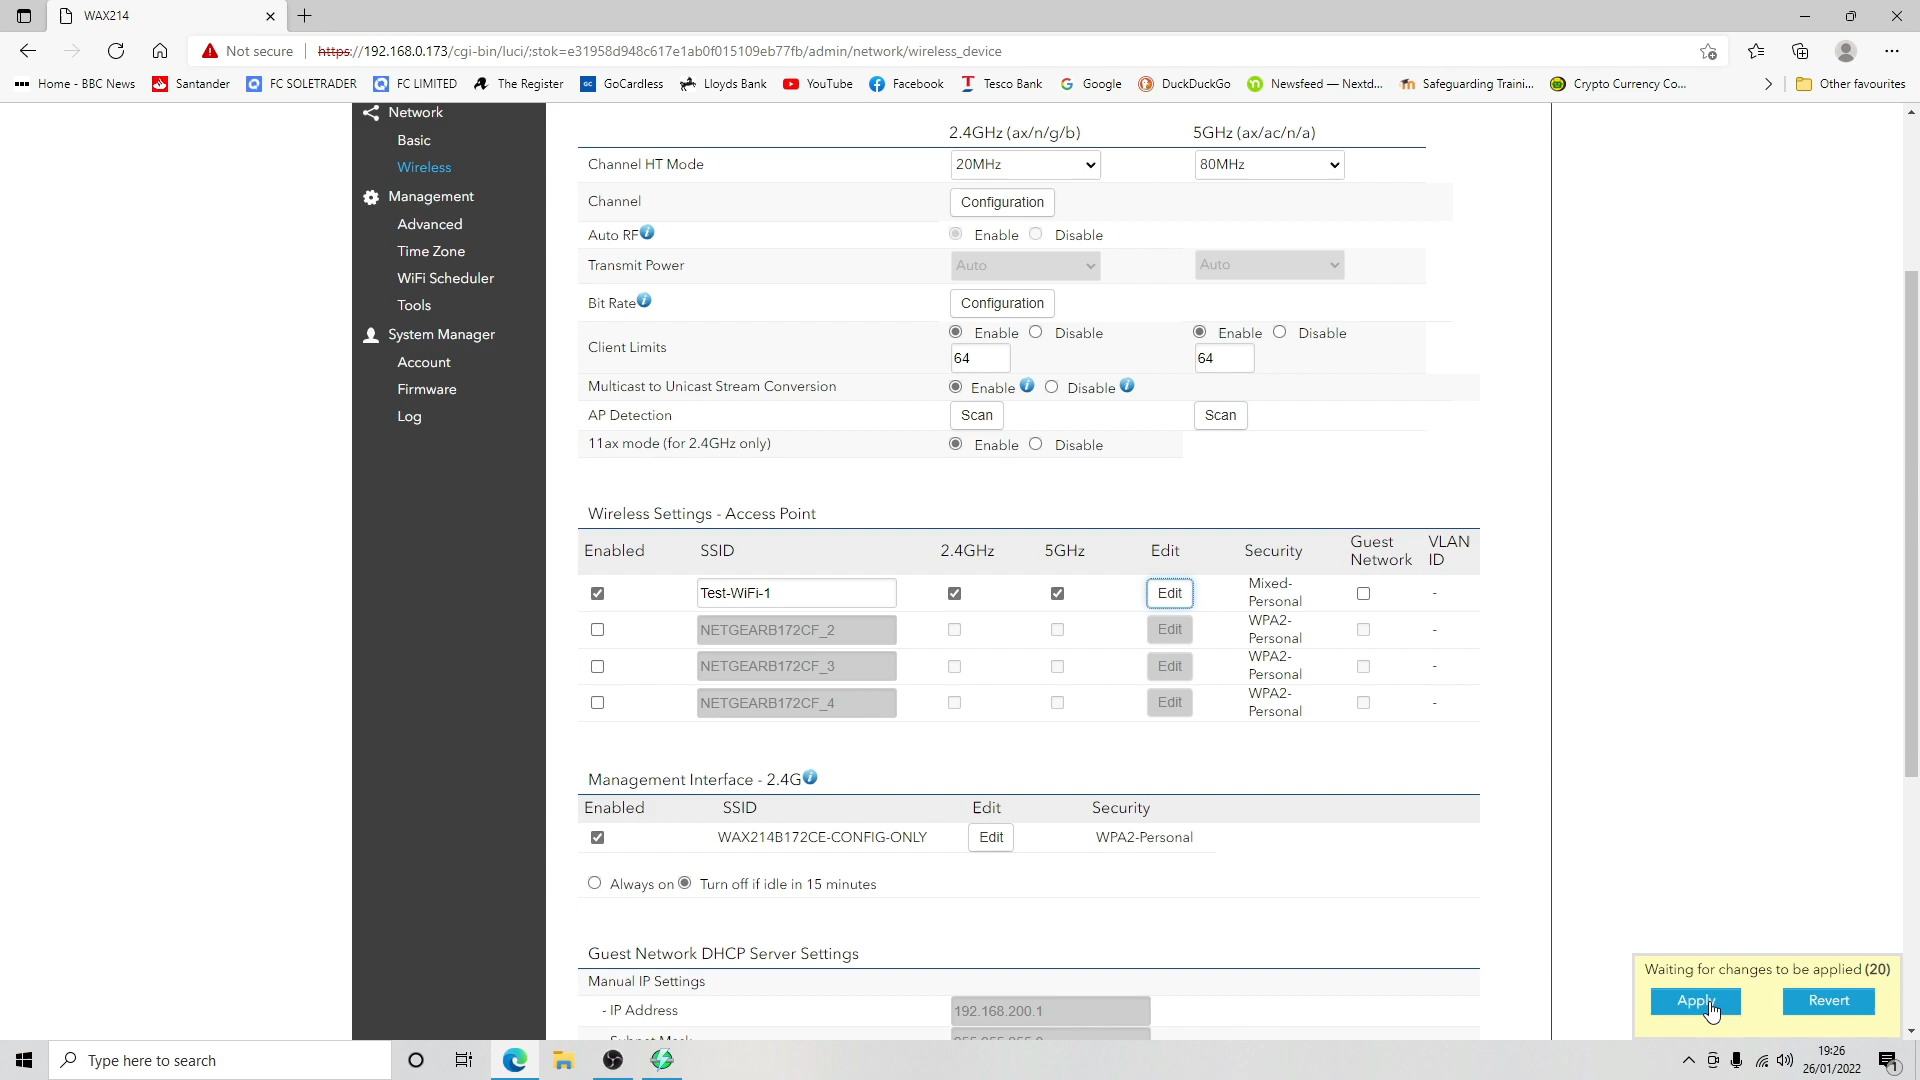 WAX214
Not secure
https://192.168.0.173/cgi-bin/luci/;stok=e31958d948c617e1ab0f015109eb77fb/admin/network/wireless_device
Home - BBC News Santander FC SOLETRADER FC LIMITED The Register GoCardless Lloyds Bank YouTube Facebook Tesco Bank Google DuckDuckGo Newsfeed — Nextd... Safeguarding Traini... Crypto Currency Co... Other favourites
Network
Basic
Wireless
Management
Advanced
Time Zone
WiFi Scheduler
Tools
System Manager
Account
Firmware
Log
2.4GHz (ax/n/g/b) 5GHz (ax/ac/n/a)
Channel HT Mode 20MHz 80MHz
Channel Configuration
Auto RF Enable Disable
Transmit Power Auto Auto
Bit Rate Configuration
Client Limits Enable Disable Enable Disable
64 64
Multicast to Unicast Stream Conversion Enable Disable
AP Detection Scan Scan
11ax mode (for 2.4GHz only) Enable Disable
Wireless Settings - Access Point
Enabled SSID 2.4GHz 5GHz Edit Security Guest Network VLAN ID
Test-WiFi-1 Edit Mixed-Personal -
NETGEARB172CF_2 Edit WPA2-Personal -
NETGEARB172CF_3 Edit WPA2-Personal -
NETGEARB172CF_4 Edit WPA2-Personal -
Management Interface - 2.4G
Enabled SSID Edit Security
WAX214B172CE-CONFIG-ONLY Edit WPA2-Personal
Always on Turn off if idle in 15 minutes
Guest Network DHCP Server Settings
Manual IP Settings
- IP Address 192.168.200.1
Waiting for changes to be applied (20)
Apply Revert
Type here to search
19:26
26/01/2022
1